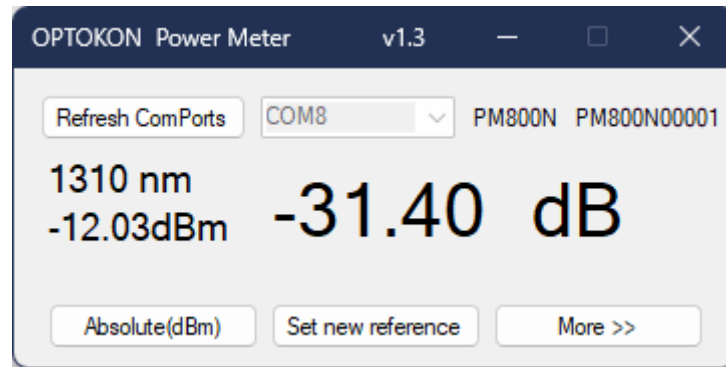 OPTOKON Power Meter v1.3
Refresh ComPorts COM8 PM800N PM800N00001
1310 nm
-12.03dBm
-31.40 dB
Absolute(dBm) Set new reference More >>